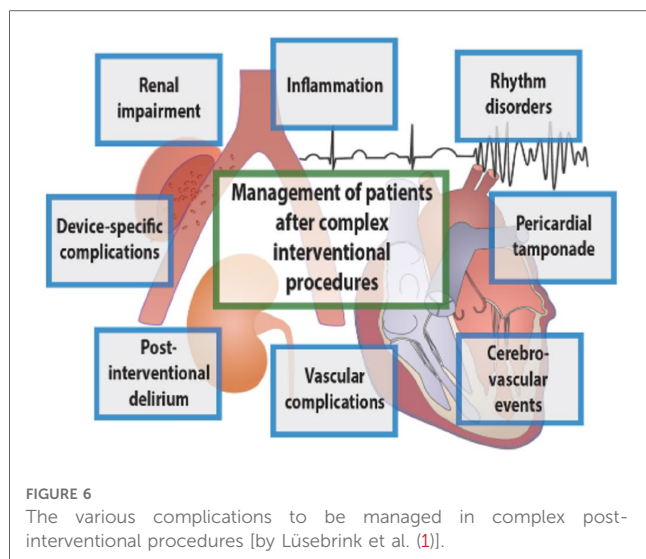 Renal
impairment
Inflammation
Rhythm
disorders
Device-specific
complications
Management of patients
after complex
interventional
procedures
Pericardial
tamponade
Post-
interventional
delirium
Vascular
complications
Cerebro-
vascular
events
FIGURE 6
The various complications to be managed in complex post-
interventional procedures [by Lüsebrink et al. (1)].